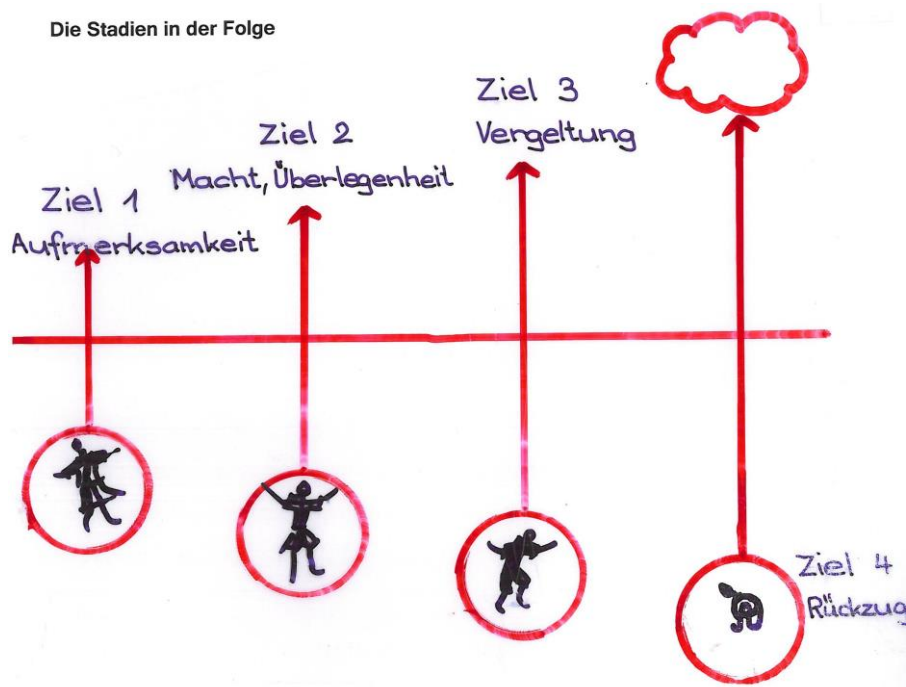 Die Stadien in der Folge
Ziel 1
Aufmerksamkeit
Ziel 2
Macht, Überlegenheit
Ziel 3
Vergeltung
Ziel 4
Rückzug